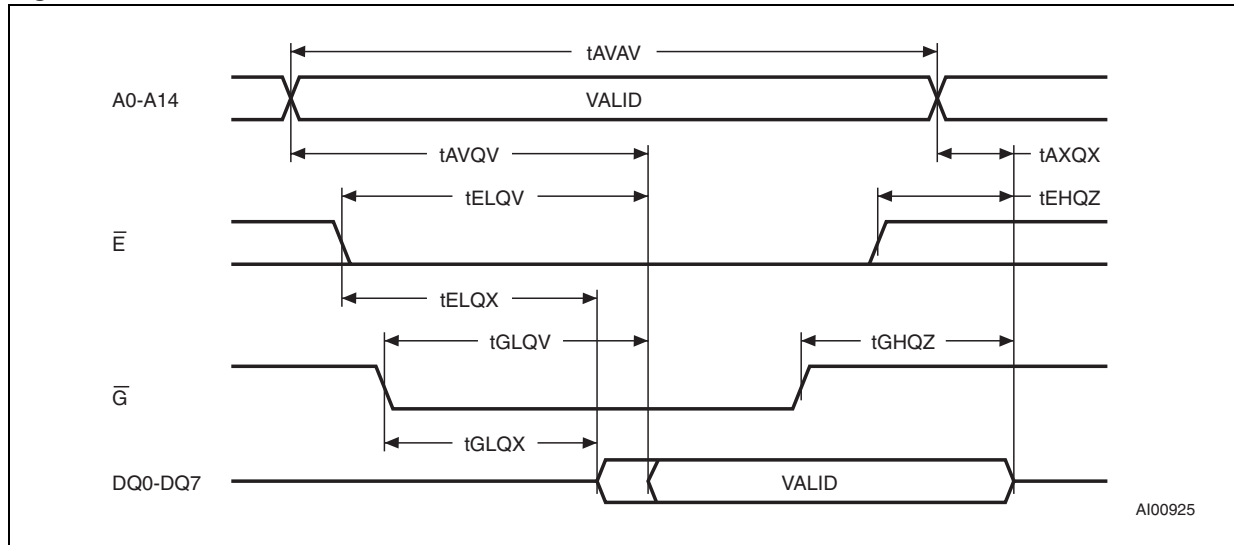 tAVAV
A0-A14
VALID
tAVQV
tAXQX
tELQV
tEHQZ
E̅
tELQX
tGLQV
tGHQZ
G̅
tGLQX
DQ0-DQ7
VALID
AI00925